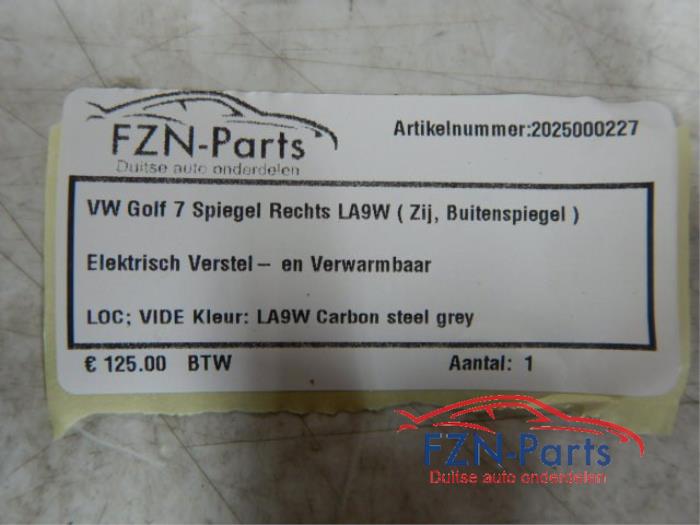 FZN-Parts
Duitse auto onderdelen
Artikelnummer:2025000227
VW Golf 7 Spiegel Rechts LA9W ( Zij, Buitenspiegel )
Elektrisch Verstel– en Verwarmbaar
LOC; VIDE Kleur: LA9W Carbon steel grey
€ 125.00 BTW
Aantal: 1
FZN-Parts
Duitse auto onderdelen